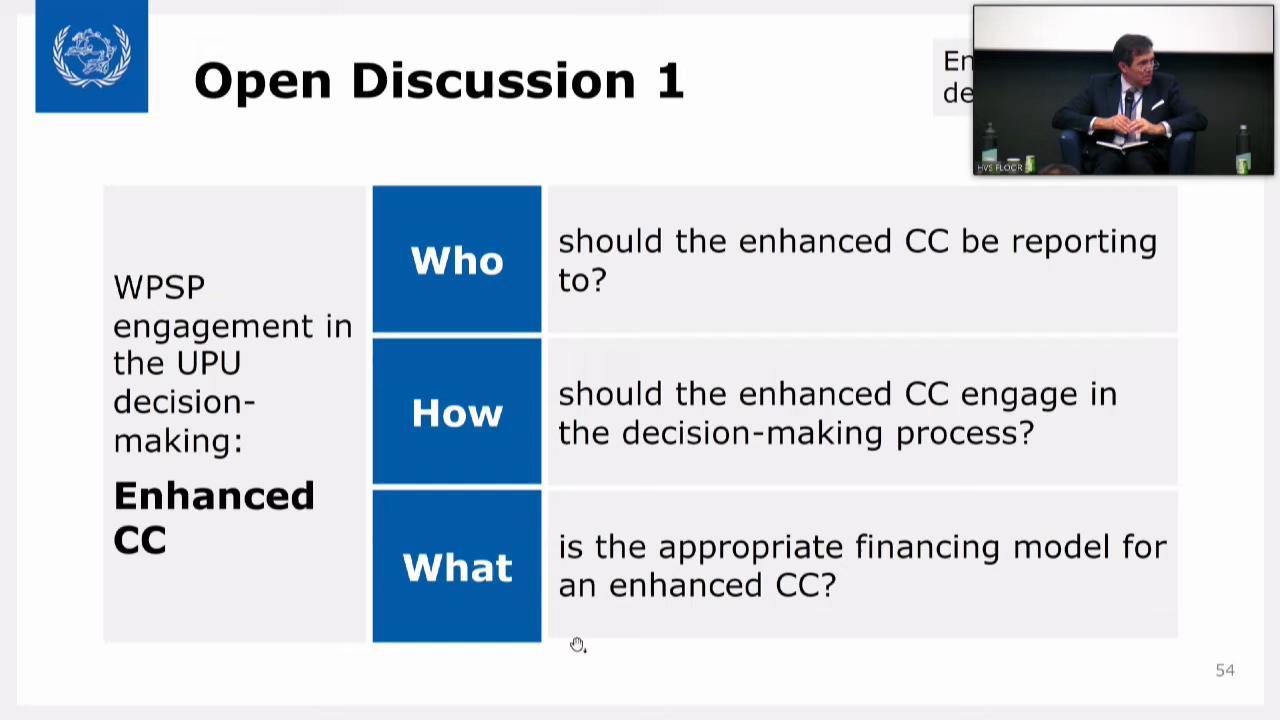 Open Discussion 1
WPSP
engagement in
the UPU
decision-
making:
Enhanced
CC
Who
should the enhanced CC be reporting
to?
How
should the enhanced CC engage in
the decision-making process?
What
is the appropriate financing model for
an enhanced CC?
HVS FLOOR
54